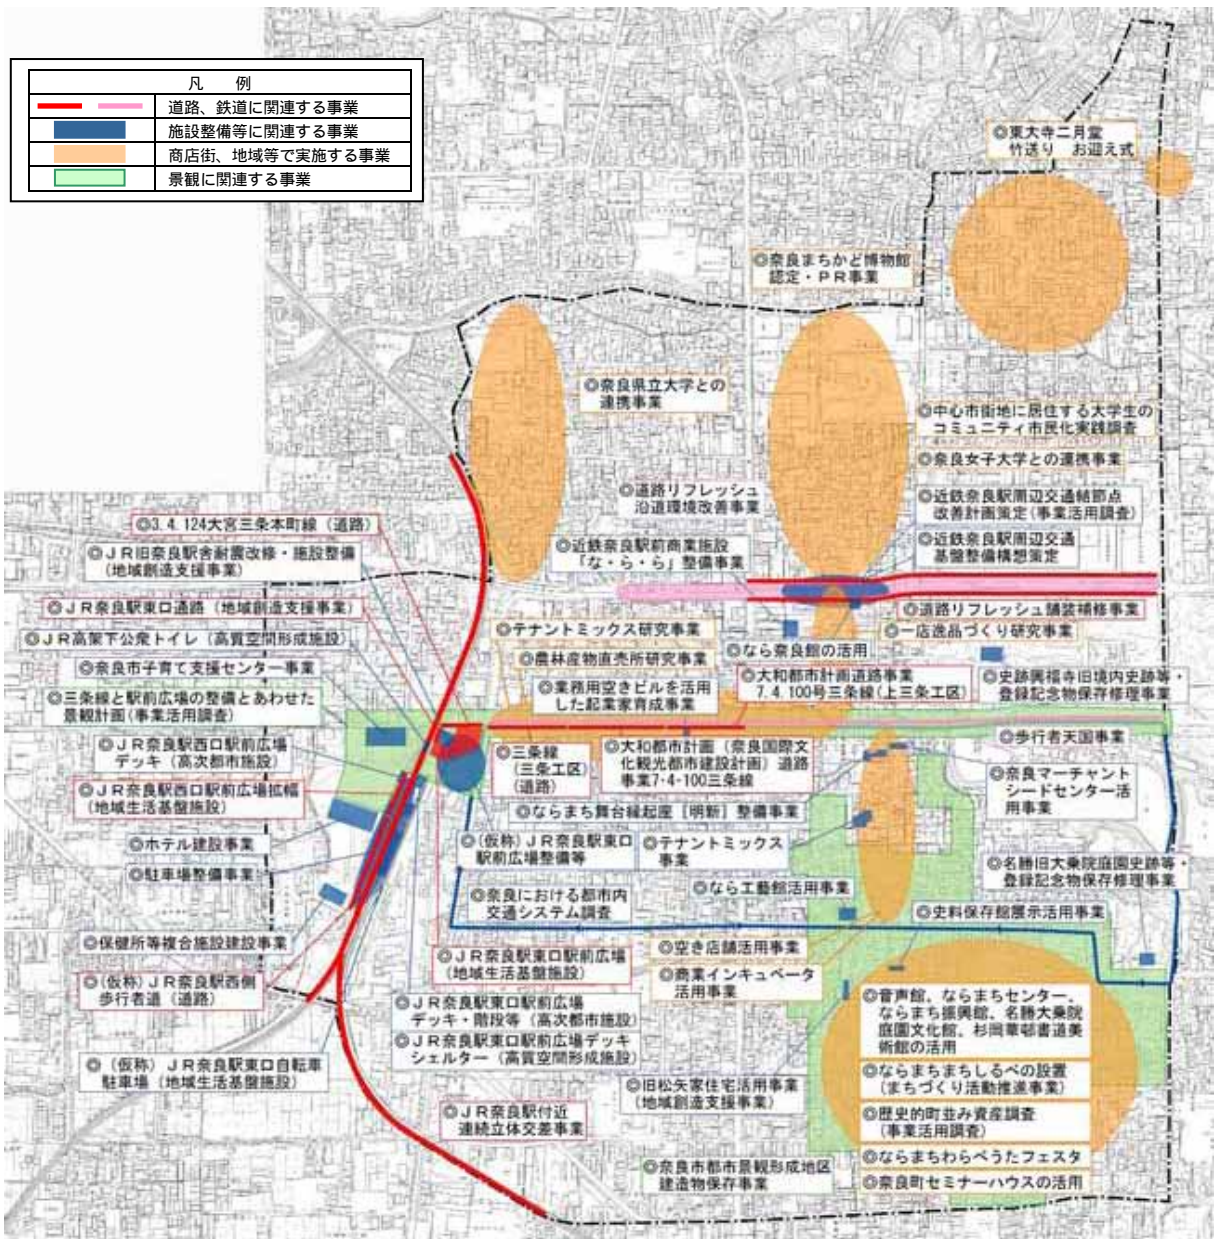 凡 例
道路、鉄道に関連する事業
施設整備等に関連する事業
商店街、地域等で実施する事業
景観に関連する事業
◎東大寺二月堂
竹送り お迎え式
◎奈良まちかど博物館
認定・PR事業
◎奈良県立大学との
連携事業
◎中心市街地に居住する大学生の
コミュニティ市民化実践調査
◎奈良女子大学との連携事業
◎道路リフレッシュ
沿道環境改善事業
◎近鉄奈良駅周辺交通結節点
改善計画策定(事業活用調査)
◎近鉄奈良駅周辺交通
基盤整備構想策定
◎近鉄奈良駅前商業施設
「な・ら・ら」整備事業
◎3.4.124大宮三条本町線(道路)
◎JR旧奈良駅舎耐震改修・施設整備
(地域創造支援事業)
◎JR奈良駅東口通路(地域創造支援事業)
◎JR高架下公衆トイレ(高質空間形成施設)
◎奈良市子育て支援センター事業
◎三条線と駅前広場の整備とあわせた
景観計画(事業活用調査)
◎JR奈良駅西口駅前広場
デッキ(高次都市施設)
◎JR奈良駅西口駅前広場拡幅
(地域生活基盤施設)
◎ホテル建設事業
◎駐車場整備事業
◎保健所等複合施設建設事業
◎(仮称)JR奈良駅西側
歩行者道(道路)
◎(仮称)JR奈良駅東口自転車
駐車場(地域生活基盤施設)
◎道路リフレッシュ舗装補修事業
◎テナントミックス研究事業
◎一店逸品づくり研究事業
◎なら奈良館の活用
◎農林産物直売所研究事業
◎業務用空きビルを活用
した起業家育成事業
◎大和都市計画道路事業
7.4.100号三条線(上三条工区)
◎史跡興福寺旧境内史跡等・
登録記念物保存修理事業
◎歩行者天国事業
◎三条線
(三条工区)
(道路)
◎大和都市計画(奈良国際文
化観光都市建設計画)道路
事業7-4-100三条線
◎奈良マーチャント
シードセンター活
用事業
◎ならまち舞台縁起座[明新]整備事業
◎(仮称)JR奈良駅東口
駅前広場整備等
◎テナントミックス
事業
◎名勝旧大乗院庭園史跡等・
登録記念物保存修理事業
◎なら工藝館活用事業
◎奈良における都市内
交通システム調査
◎史料保存館展示活用事業
◎空き店舗活用事業
◎JR奈良駅東口駅前広場
(地域生活基盤施設)
◎商業インキュベータ
活用事業
◎JR奈良駅東口駅前広場
デッキ・階段等(高次都市施設)
◎JR奈良駅東口駅前広場デッキ
シェルター(高質空間形成施設)
◎音声館、ならまちセンター、
ならまち振興館、名勝大乗院
庭園文化館、杉岡華邨書道美
術館の活用
◎ならまちまちしるべの設置
(まちづくり活動推進事業)
◎旧松矢家住宅活用事業
(地域創造支援事業)
◎JR奈良駅付近
連続立体交差事業
◎歴史的町並み資産調査
(事業活用調査)
◎ならまちわらべうたフェスタ
◎奈良市都市景観形成地区
建造物保存事業
◎奈良町セミナーハウスの活用